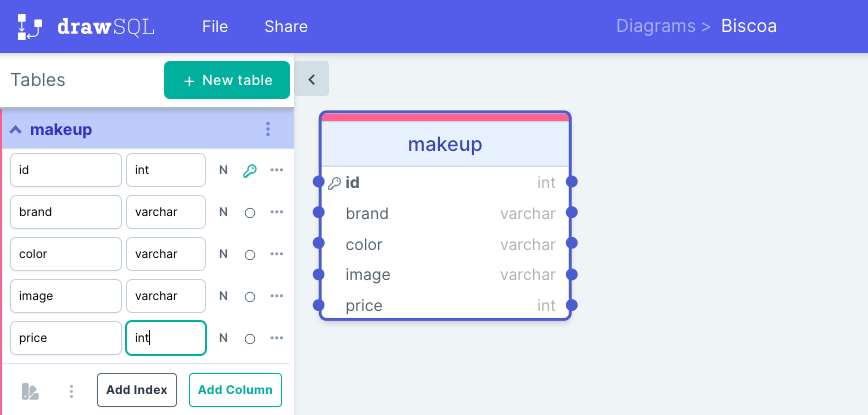 drawSQL File Share Diagrams > Biscoa
Tables + New table <
makeup
id int N
brand varchar N
color varchar N
image varchar N
price int N
Add Index Add Column
makeup
id int
brand varchar
color varchar
image varchar
price int